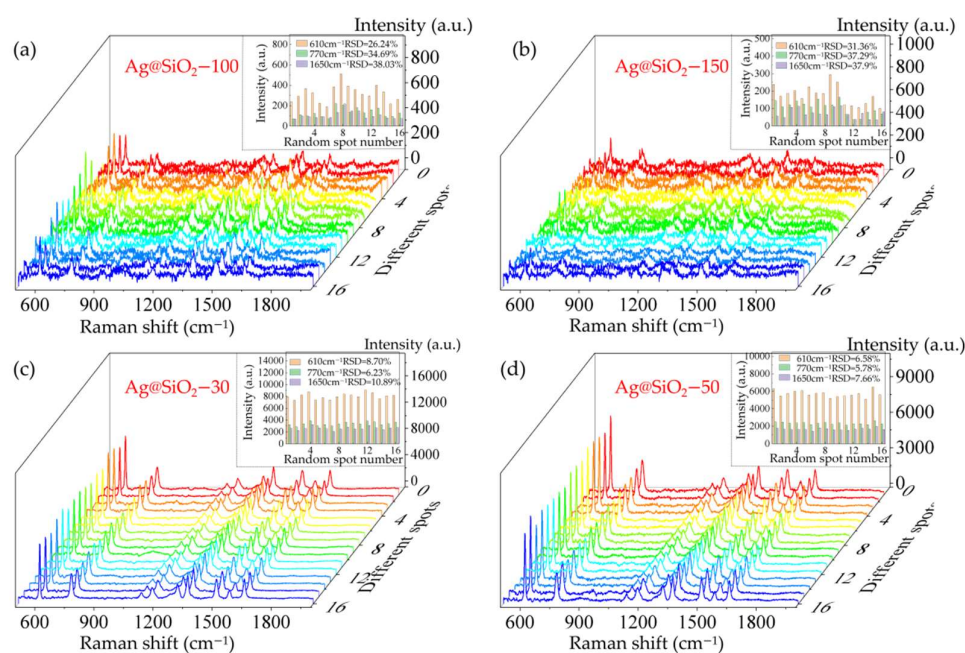 (a)
Ag@SiO₂−100
Intensity (a.u.)
800
600
400
200
0
Intensity (a.u.)
800
600
400
200
0
610cm⁻¹RSD=26.24%
770cm⁻¹RSD=34.69%
1650cm⁻¹RSD=38.03%
4 8 12 16
Random spot number
0
4
8
12
16
Different spots
600 900 1200 1500 1800
Raman shift (cm⁻¹)
(b)
Ag@SiO₂−150
Intensity (a.u.)
1000
800
600
400
200
0
Intensity (a.u.)
500
400
300
200
100
0
610cm⁻¹RSD=31.36%
770cm⁻¹RSD=37.29%
1650cm⁻¹RSD=37.9%
4 8 12 16
Random spot number
0
4
8
12
16
Different spots
600 900 1200 1500 1800
Raman shift (cm⁻¹)
(c)
Ag@SiO₂−30
Intensity (a.u.)
16000
12000
8000
4000
0
Intensity (a.u.)
14000
12000
10000
8000
6000
4000
2000
0
610cm⁻¹RSD=8.70%
770cm⁻¹RSD=6.23%
1650cm⁻¹RSD=10.89%
4 8 12 16
Random spot number
0
4
8
12
16
Different spots
600 900 1200 1500 1800
Raman shift (cm⁻¹)
(d)
Ag@SiO₂−50
Intensity (a.u.)
9000
6000
3000
0
Intensity (a.u.)
10000
8000
6000
4000
2000
0
610cm⁻¹RSD=6.58%
770cm⁻¹RSD=5.78%
1650cm⁻¹RSD=7.66%
4 8 12 16
Random spot number
0
4
8
12
16
Different spots
600 900 1200 1500 1800
Raman shift (cm⁻¹)